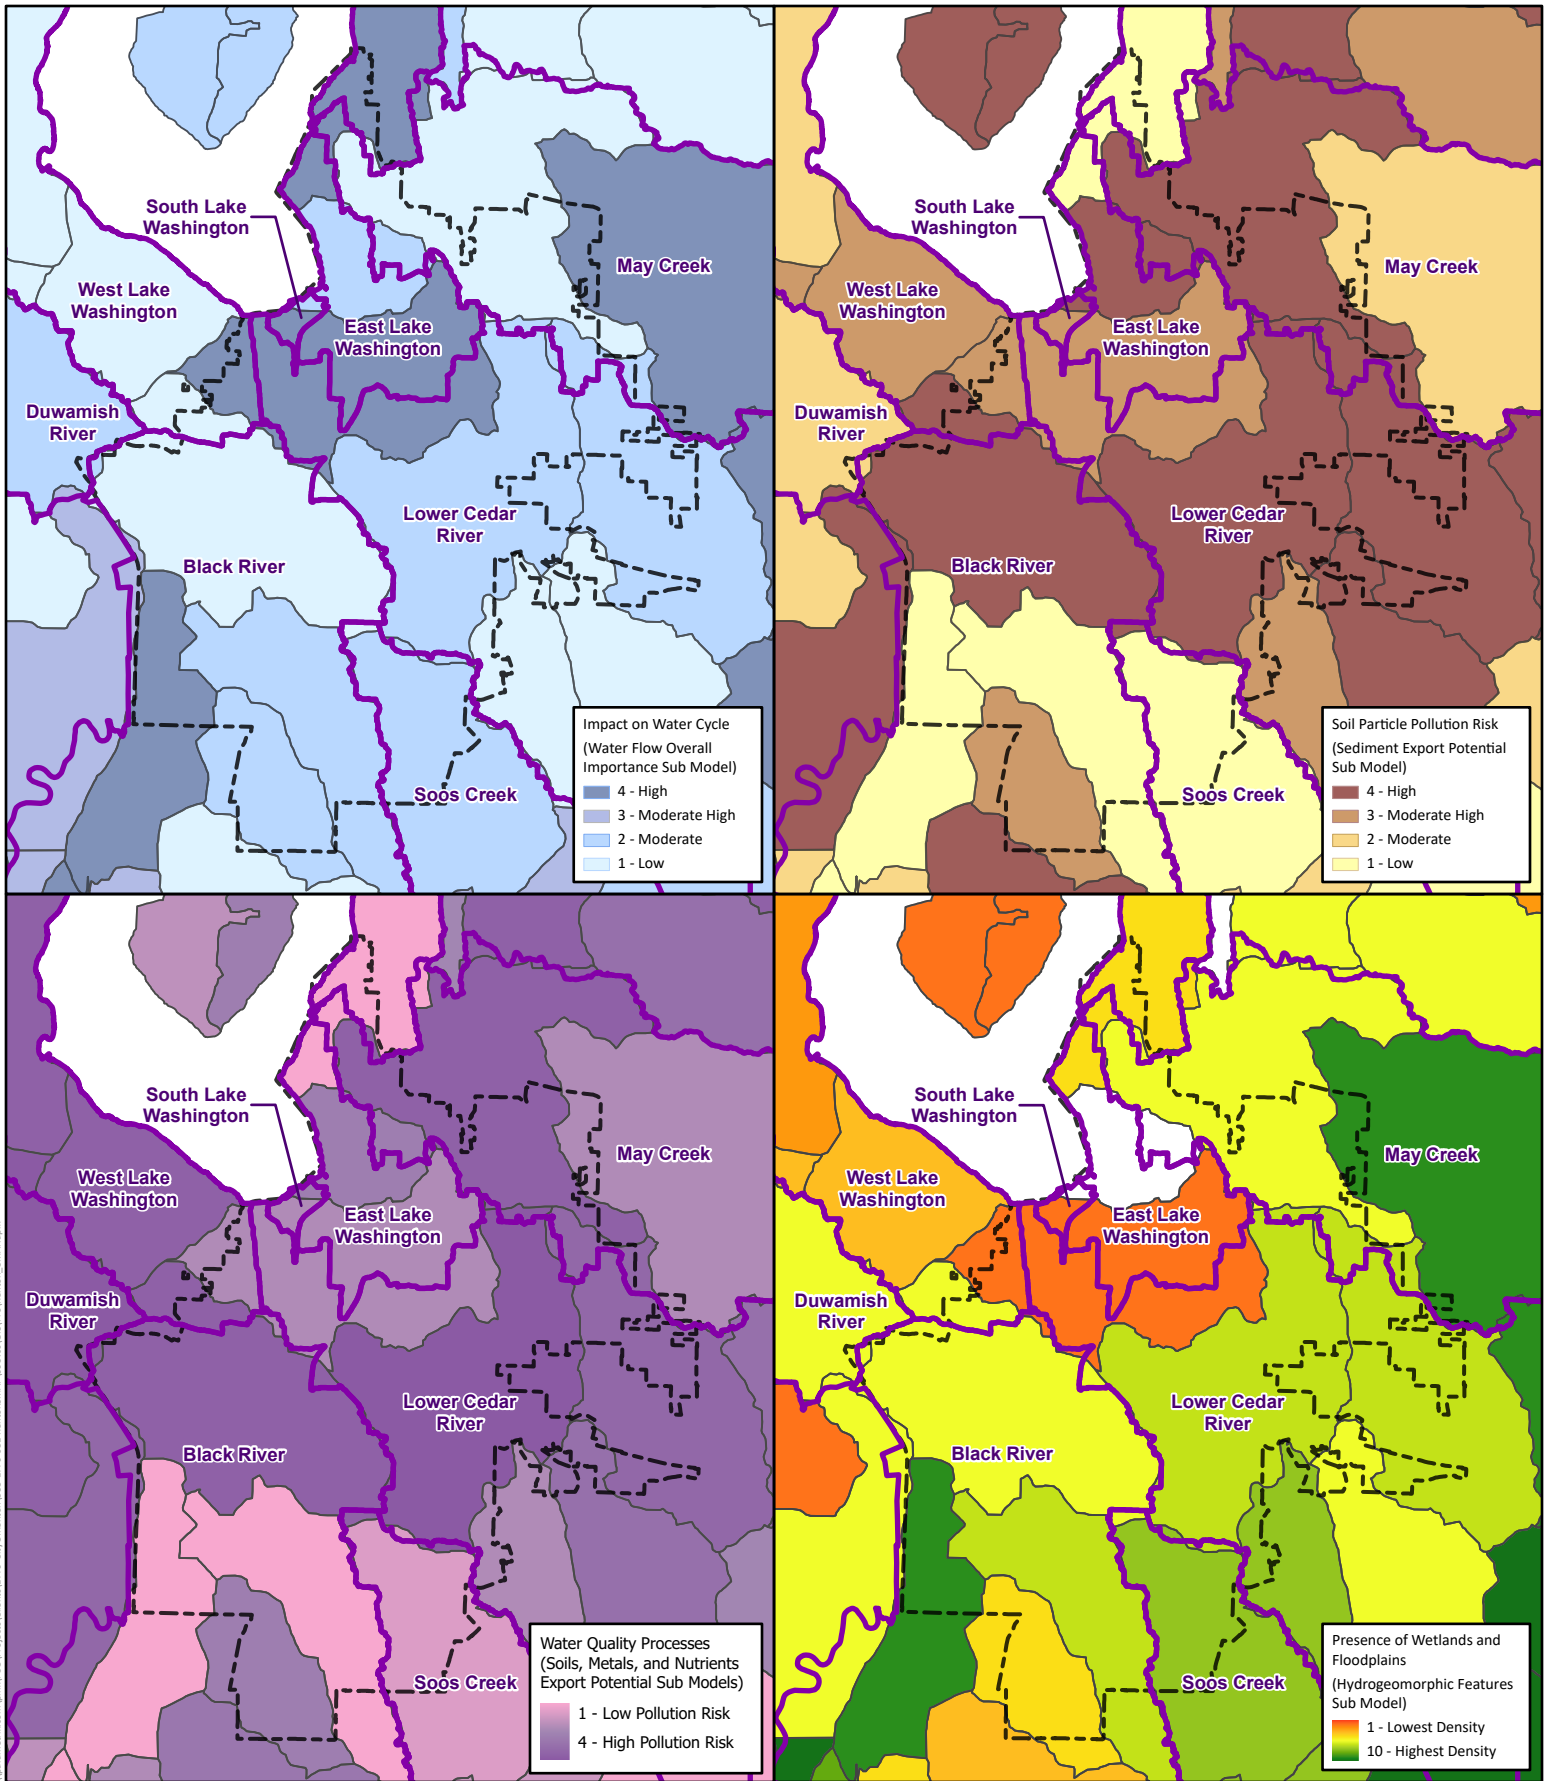 South Lake
Washington
May Creek
West Lake
Washington
East Lake
Washington
Duwamish
River
Lower Cedar
River
Black River
Soos Creek
Impact on Water Cycle
(Water Flow Overall
Importance Sub Model)
4 - High
3 - Moderate High
2 - Moderate
1 - Low
South Lake
Washington
May Creek
West Lake
Washington
East Lake
Washington
Duwamish
River
Lower Cedar
River
Black River
Soos Creek
Soil Particle Pollution Risk
(Sediment Export Potential
Sub Model)
4 - High
3 - Moderate High
2 - Moderate
1 - Low
South Lake
Washington
May Creek
West Lake
Washington
East Lake
Washington
Duwamish
River
Lower Cedar
River
Black River
Soos Creek
Water Quality Processes
(Soils, Metals, and Nutrients
Export Potential Sub Models)
1 - Low Pollution Risk
4 - High Pollution Risk
South Lake
Washington
May Creek
West Lake
Washington
East Lake
Washington
Duwamish
River
Lower Cedar
River
Black River
Soos Creek
Presence of Wetlands and
Floodplains
(Hydrogeomorphic Features
Sub Model)
1 - Lowest Density
10 - Highest Density